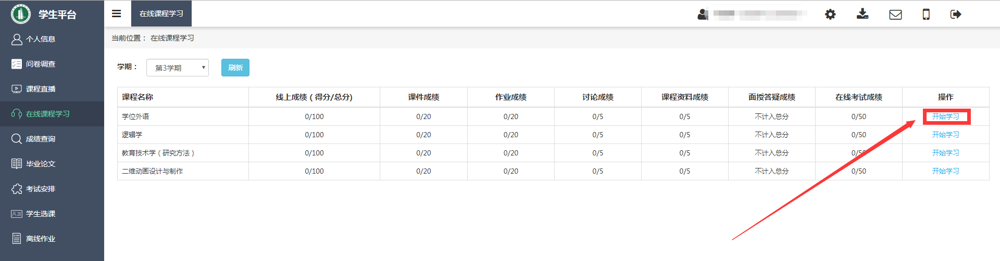 学生平台
在线课程学习
个人信息
问卷调查
课程直播
在线课程学习
成绩查询
毕业论文
考试安排
学生选课
离线作业
当前位置： 在线课程学习
学期： 第3学期 刷新
课程名称 线上成绩（得分/总分) 课件成绩 作业成绩 讨论成绩 课程资料成绩 面授答疑成绩 在线考试成绩 操作
学位外语 0/100 0/20 0/20 0/5 0/5 不计入总分 0/50 开始学习
逻辑学 0/100 0/20 0/20 0/5 0/5 不计入总分 0/50 开始学习
教育技术学（研究方法） 0/100 0/20 0/20 0/5 0/5 不计入总分 0/50 开始学习
二维动画设计与制作 0/100 0/20 0/20 0/5 0/5 不计入总分 0/50 开始学习